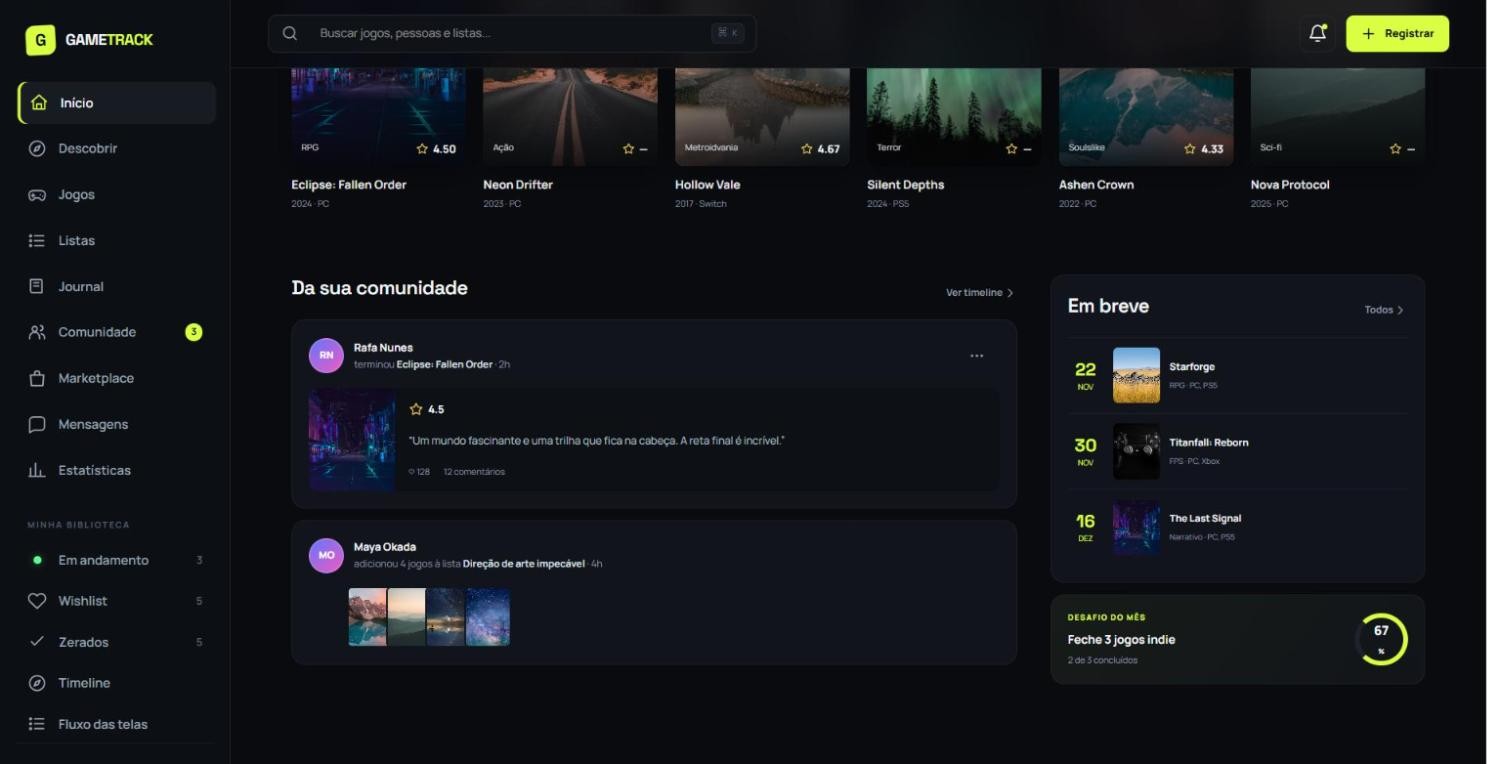 G GAMETRACK
Buscar jogos, pessoas e listas...
⌘ K
Registrar
Início
Descobrir
Jogos
Listas
Journal
Comunidade 3
Marketplace
Mensagens
Estatísticas
MINHA BIBLIOTECA
Em andamento 3
Wishlist 5
Zerados 5
Timeline
Fluxo das telas
RPG 4.50
Eclipse: Fallen Order
2024 · PC
Ação –
Neon Drifter
2023 · PC
Metroidvania 4.67
Hollow Vale
2017 · Switch
Terror –
Silent Depths
2024 · PS5
Soulslike 4.33
Ashen Crown
2022 · PC
Sci-fi –
Nova Protocol
2025 · PC
Da sua comunidade
Ver timeline
RN
Rafa Nunes
terminou Eclipse: Fallen Order · 2h
4.5
"Um mundo fascinante e uma trilha que fica na cabeça. A reta final é incrível."
128 12 comentários
MO
Maya Okada
adicionou 4 jogos à lista Direção de arte impecável · 4h
Em breve
Todos
22
NOV
Starforge
RPG · PC, PS5
30
NOV
Titanfall: Reborn
FPS · PC, Xbox
16
DEZ
The Last Signal
Narrativo · PC, PS5
DESAFIO DO MÊS
Feche 3 jogos indie
2 de 3 concluídos
67
%